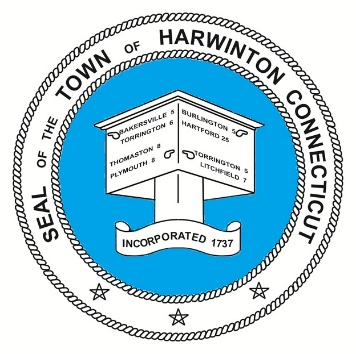 SEAL OF THE TOWN OF HARWINTON CONNECTICUT
BAKERSVILLE 5
TORRINGTON 6
THOMASTON 8
PLYMOUTH 8
BURLINGTON 5
HARTFORD 25
TORRINGTON 5
LITCHFIELD 7
INCORPORATED 1737